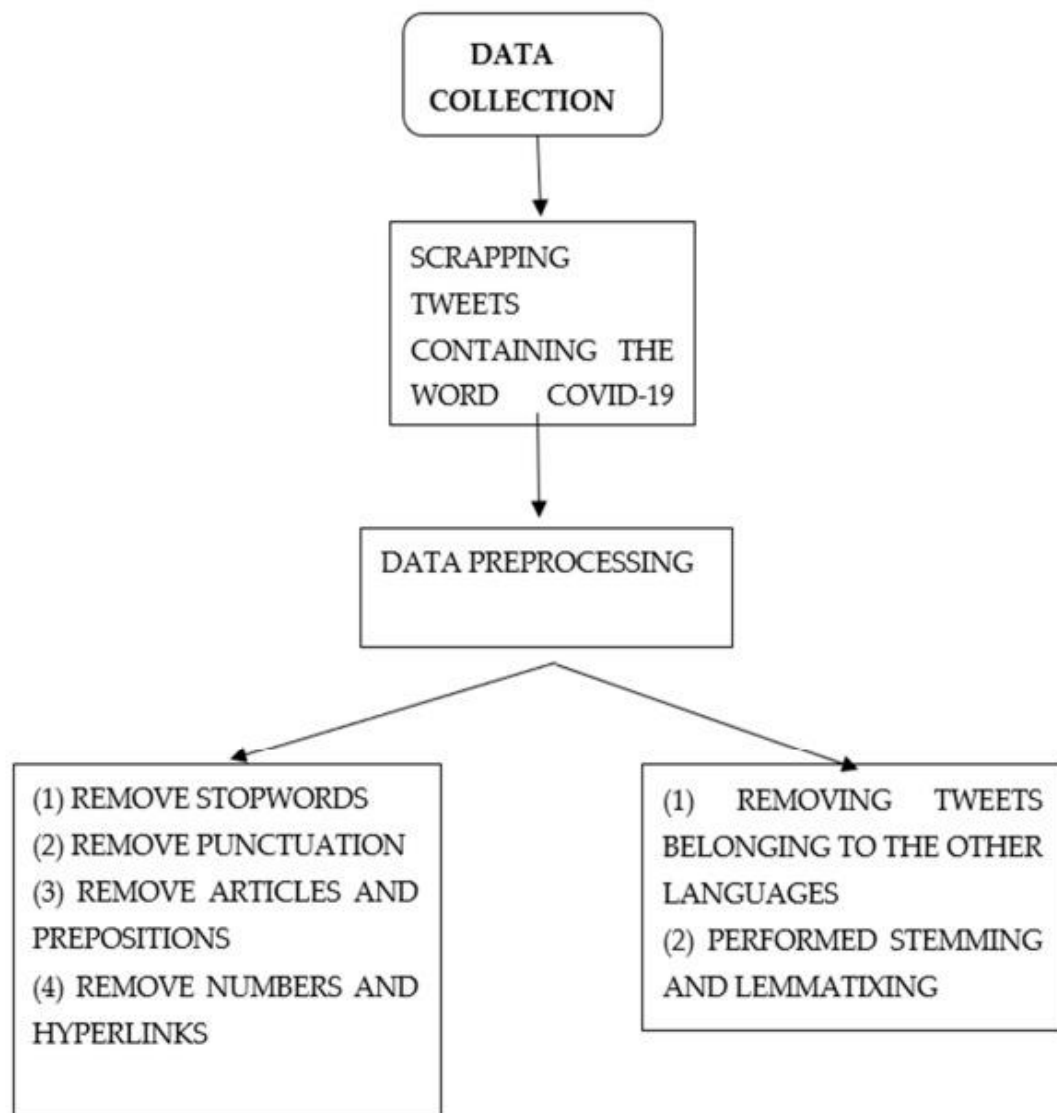 DATA
COLLECTION
SCRAPPING
TWEETS
CONTAINING THE
WORD COVID-19
DATA PREPROCESSING
(1) REMOVE STOPWORDS
(2) REMOVE PUNCTUATION
(3) REMOVE ARTICLES AND
PREPOSITIONS
(4) REMOVE NUMBERS AND
HYPERLINKS
(1) REMOVING TWEETS
BELONGING TO THE OTHER
LANGUAGES
(2) PERFORMED STEMMING
AND LEMMATIXING